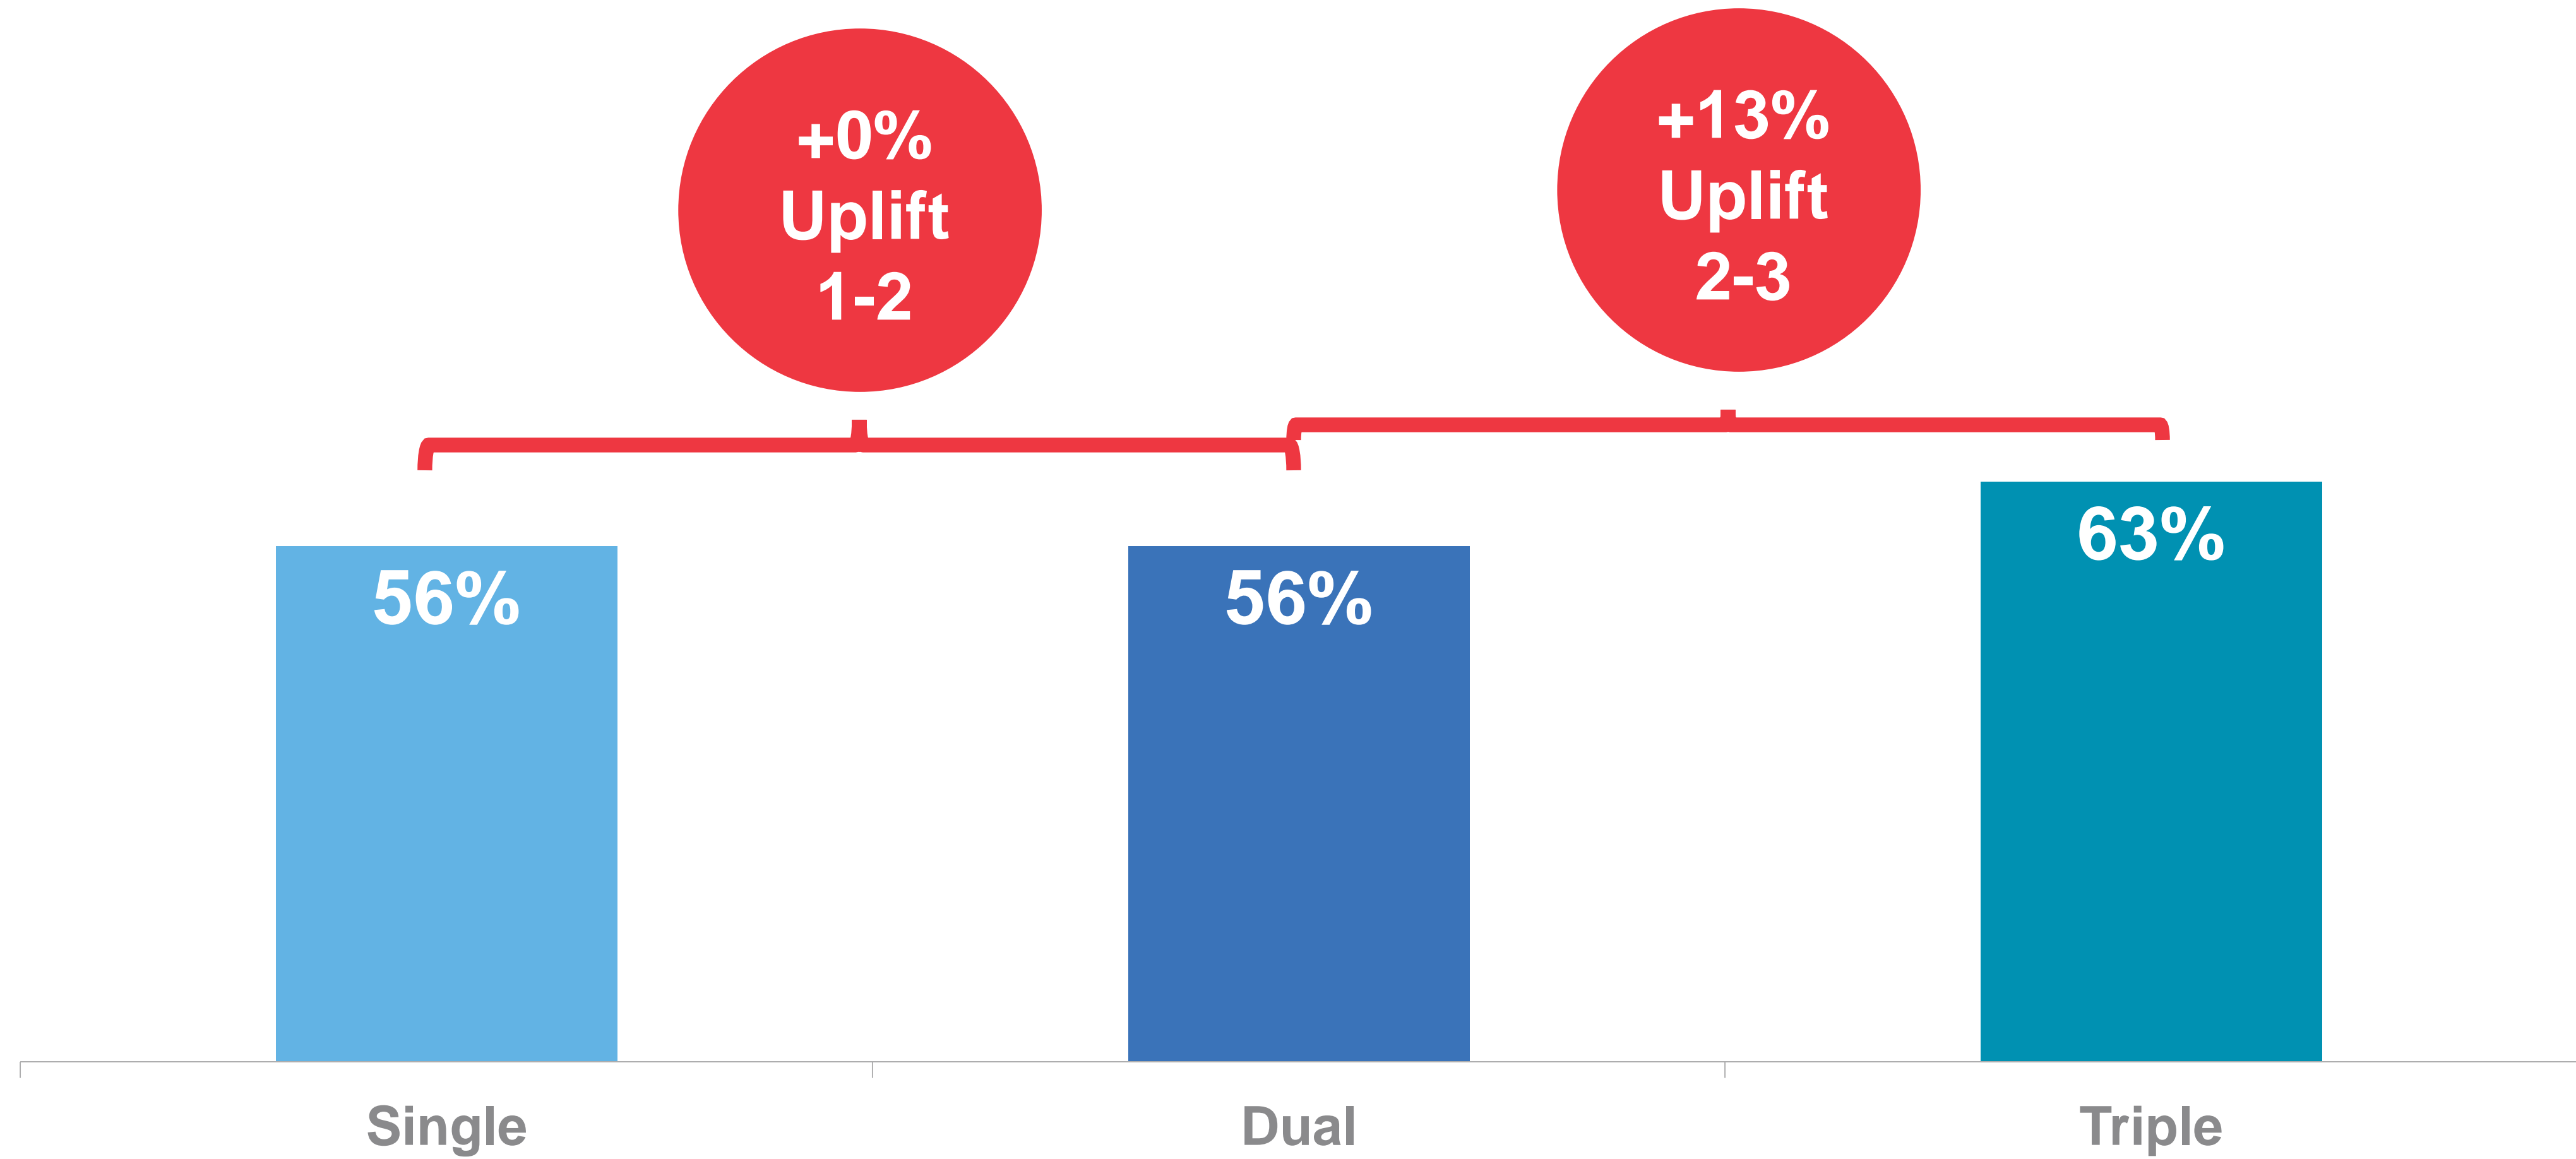 +0%
Uplift
1-2
+13%
Uplift
2-3
56%
56%
63%
Single
Dual
Triple